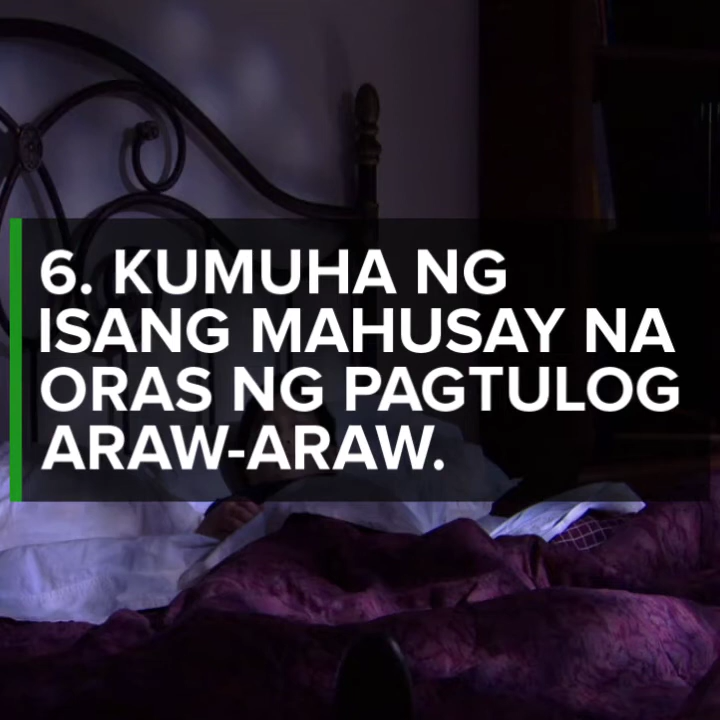 6. KUMUHA NG
ISANG MAHUSAY NA
ORAS NG PAGTULOG
ARAW-ARAW.